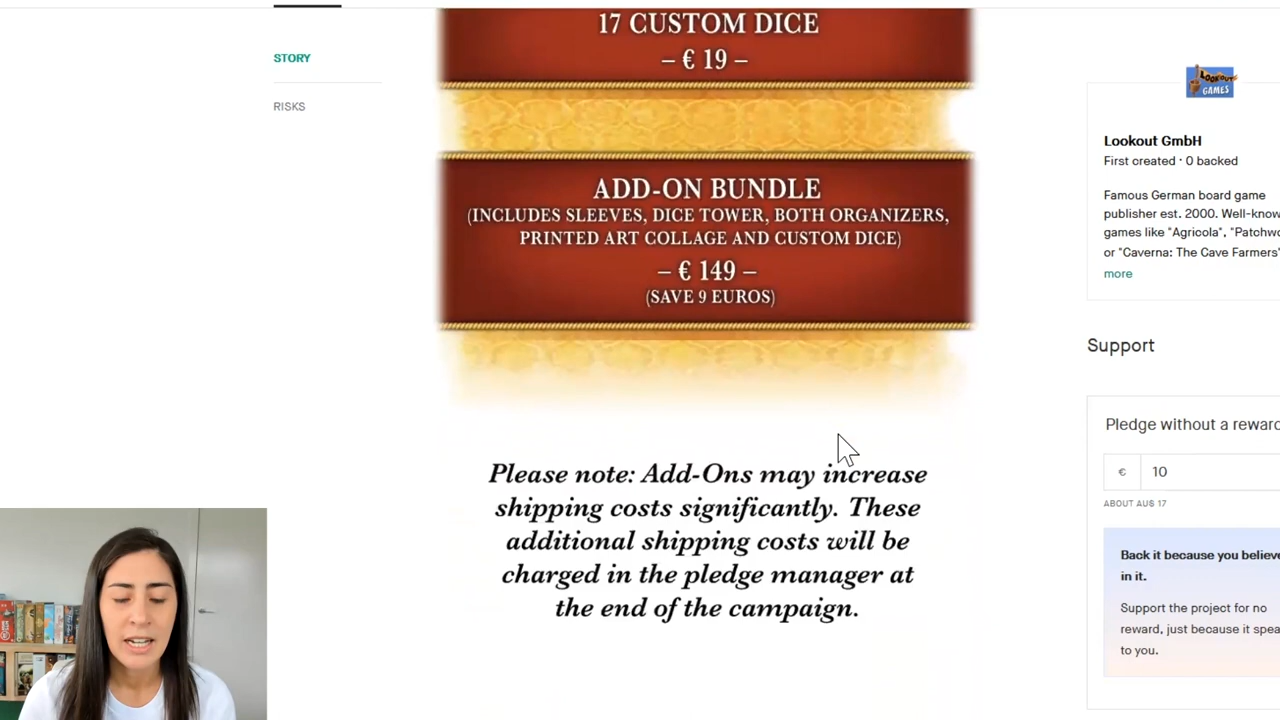 17 CUSTOM DICE
– € 19 –
STORY
RISKS
ADD-ON BUNDLE
(INCLUDES SLEEVES, DICE TOWER, BOTH ORGANIZERS,
PRINTED ART COLLAGE AND CUSTOM DICE)
– € 149 –
(SAVE 9 EUROS)
Please note: Add-Ons may increase
shipping costs significantly. These
additional shipping costs will be
charged in the pledge manager at
the end of the campaign.
LOOKOUT
GAMES
Lookout GmbH
First created · 0 backed
Famous German board game
publisher est. 2000. Well-know
games like "Agricola", "Patchwo
or "Caverna: The Cave Farmers"
more
Support
Pledge without a reward
€ 10
ABOUT AU$ 17
Back it because you believe
in it.
Support the project for no
reward, just because it spea
to you.